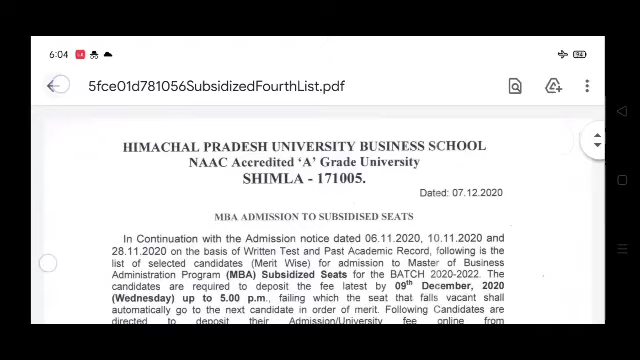 6:04
94
5fce01d781056SubsidizedFourthList.pdf
HIMACHAL PRADESH UNIVERSITY BUSINESS SCHOOL
NAAC Accredited 'A' Grade University
SHIMLA - 171005.
Dated: 07.12.2020
MBA ADMISSION TO SUBSIDISED SEATS
In Continuation with the Admission notice dated 06.11.2020, 10.11.2020 and
28.11.2020 on the basis of Written Test and Past Academic Record, following is the
list of selected candidates (Merit Wise) for admission to Master of Business
Administration Program (MBA) Subsidized Seats for the BATCH 2020-2022. The
candidates are required to deposit the fee latest by 09th December, 2020
(Wednesday) up to 5.00 p.m., failing which the seat that falls vacant shall
automatically go to the next candidate in order of merit. Following Candidates are
directed to deposit their Admission/University fee online from